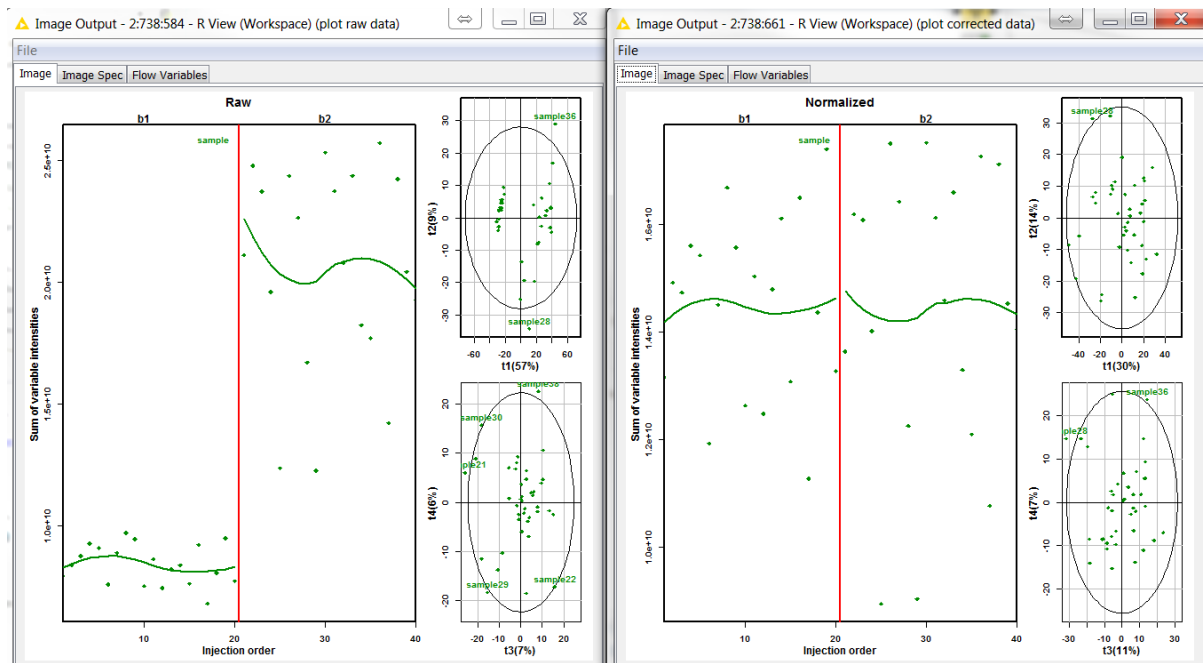 Image Output - 2:738:584 - R View (Workspace) (plot raw data)
File
Image Image Spec Flow Variables
Raw
b1 b2
sample
2.5e+10
2.0e+10
1.5e+10
1.0e+10
Sum of variable intensities
10 20 30 40
Injection order
sample36
sample28
30
20
10
0
-10
-20
-30
t2(9%)
-60 -20 20 60
t1(57%)
sample38
sample30
ple21
sample29
sample22
20
10
0
-10
-20
t4(6%)
-20 -10 0 10 20
t3(7%)
Image Output - 2:738:661 - R View (Workspace) (plot corrected data)
File
Image Image Spec Flow Variables
Normalized
b1 b2
sample
1.6e+10
1.4e+10
1.2e+10
1.0e+10
Sum of variable intensities
10 20 30 40
Injection order
sample28
30
20
10
0
-10
-20
-30
t2(14%)
-40 -20 0 20 40
t1(30%)
sample36
ple28
20
10
0
-10
-20
t4(7%)
-30 -10 0 10 20 30
t3(11%)